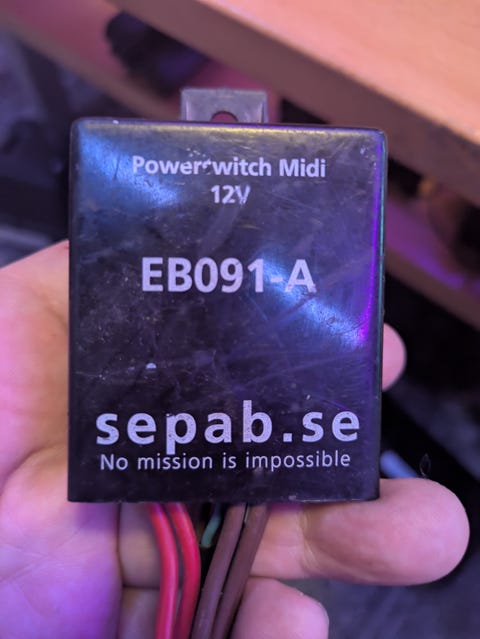 Powerswitch Midi
12V
EB091-A
sepab.se
No mission is impossible